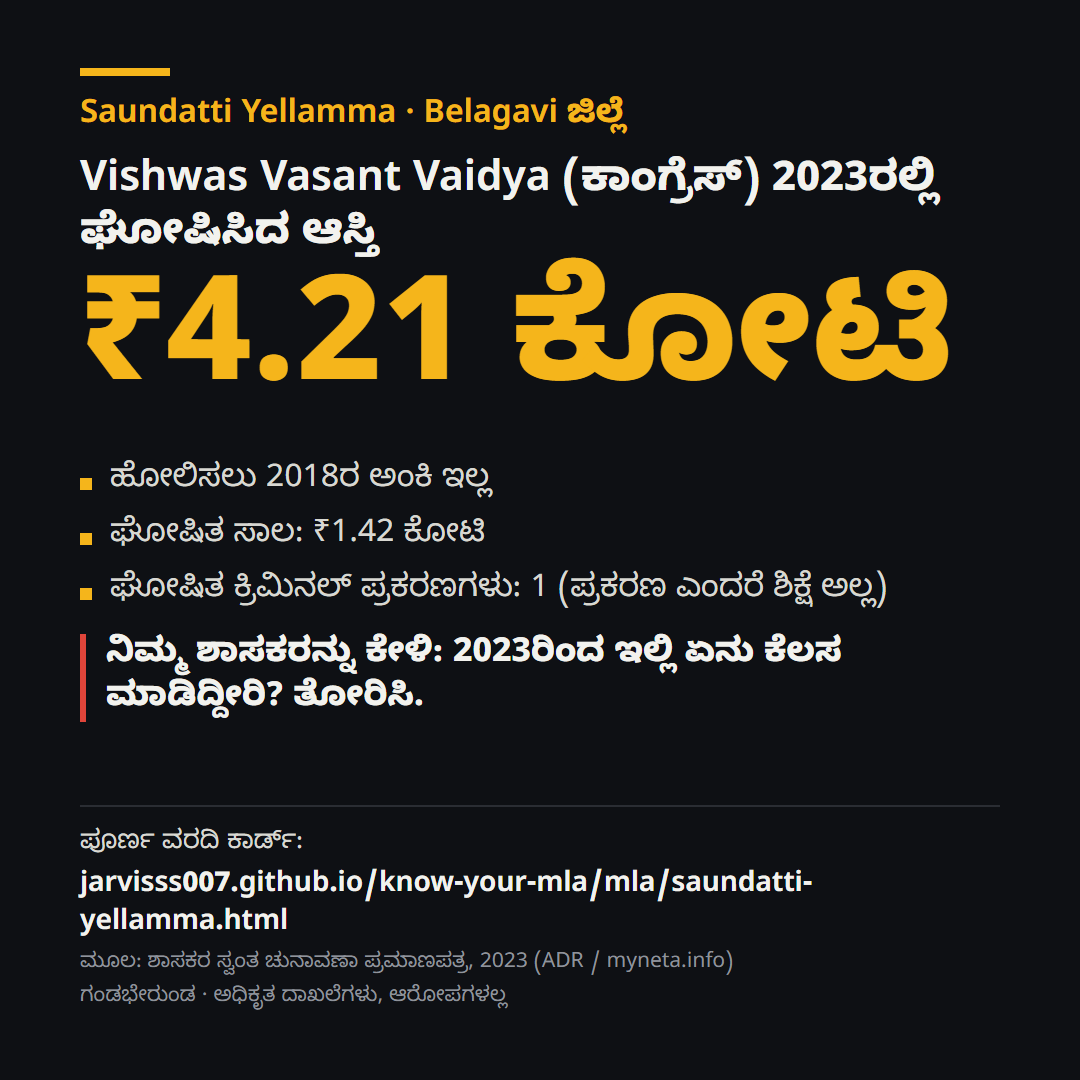 Saundatti Yellamma · Belagavi ಜಿಲ್ಲೆ
Vishwas Vasant Vaidya (ಕಾಂಗ್ರೆಸ್) 2023ರಲ್ಲಿ
ಘೋಷಿಸಿದ ಆಸ್ತಿ
₹4.21 ಕೋಟಿ
ಹೋಲಿಸಲು 2018ರ ಅಂಕಿ ಇಲ್ಲ
ಘೋಷಿತ ಸಾಲ: ₹1.42 ಕೋಟಿ
ಘೋಷಿತ ಕ್ರಿಮಿನಲ್ ಪ್ರಕರಣಗಳು: 1 (ಪ್ರಕರಣ ಎಂದರೆ ಶಿಕ್ಷೆ ಅಲ್ಲ)
ನಿಮ್ಮ ಶಾಸಕರನ್ನು ಕೇಳಿ: 2023ರಿಂದ ಇಲ್ಲಿ ಏನು ಕೆಲಸ
ಮಾಡಿದ್ದೀರಿ? ತೋರಿಸಿ.
ಪೂರ್ಣ ವರದಿ ಕಾರ್ಡ್:
jarvisss007.github.io/know-your-mla/mla/saundatti-
yellamma.html
ಮೂಲ: ಶಾಸಕರ ಸ್ವಂತ ಚುನಾವಣಾ ಪ್ರಮಾಣಪತ್ರ, 2023 (ADR / myneta.info)
ಗಂಡಭೇರುಂಡ · ಅಧಿಕೃತ ದಾಖಲೆಗಳು, ಆರೋಪಗಳಲ್ಲ